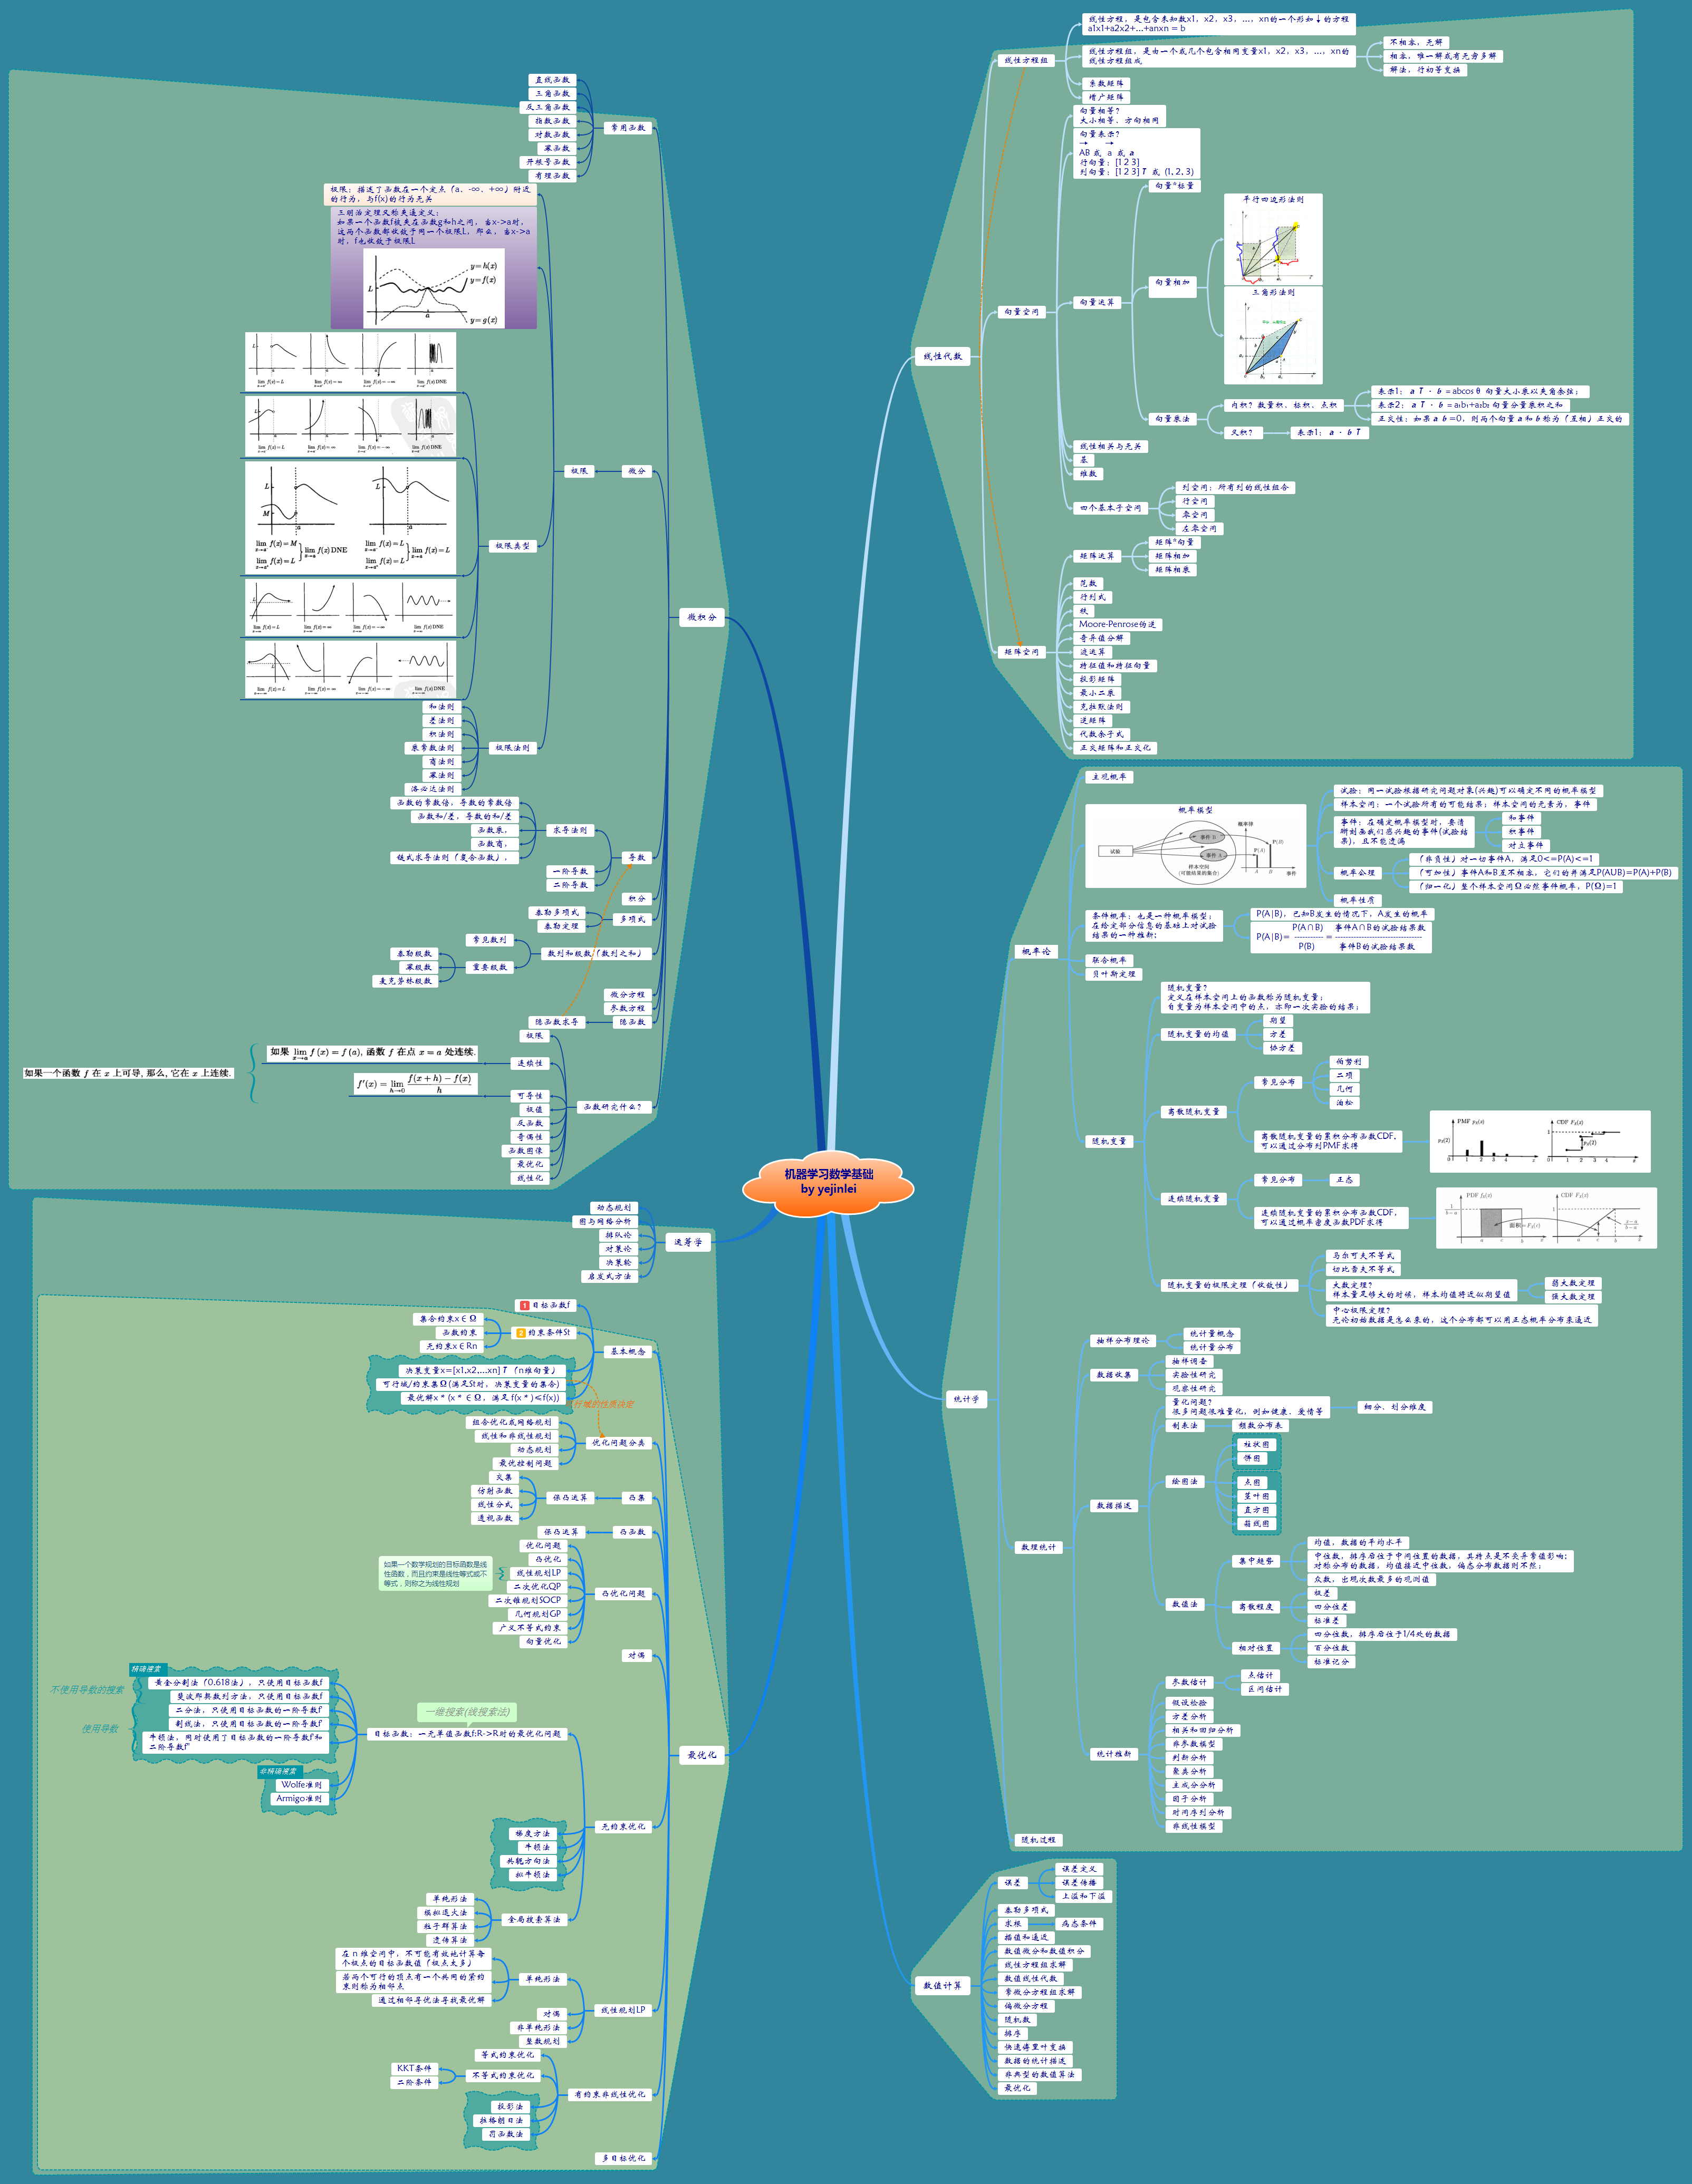 机器学习数学基础
by yejinlei
线性代数
线性方程组
线性方程，是包含未知数x1，x2，x3，...，xn的一个形如↓的方程
a1x1+a2x2+...+anxn = b
线性方程组，是由一个或几个包含相同变量x1，x2，x3，...，xn的
线性方程组成
不相容，无解
相容，唯一解或有无穷多解
解法，行初等变换
系数矩阵
增广矩阵
向量空间
向量相等？
大小相等、方向相同
向量表示？
→ →
AB 或 a 或 a
行向量：[1 2 3]
列向量：[1 2 3] T 或 (1, 2, 3)
向量运算
向量*标量
向量相加
平行四边形法则
三角形法则
向量乘法
内积？数量积、标积、点积
表示1：a T · b = abcos θ 向量大小乘以夹角余弦；
表示2：a T · b = a₁b₁+a₂b₂ 向量分量乘积之和
正交性：如果 a b =0，则两个向量 a 和 b 称为（互相）正交的
叉积？
表示1：a · b T
线性相关与无关
基
维数
四个基本子空间
列空间：所有列的线性组合
行空间
零空间
左零空间
矩阵空间
矩阵运算
矩阵*向量
矩阵相加
矩阵相乘
范数
行列式
秩
Moore-Penrose伪逆
奇异值分解
迹运算
特征值和特征向量
投影矩阵
最小二乘
克拉默法则
逆矩阵
代数余子式
正交矩阵和正交化
统计学
概率论
主观概率
概率模型
试验
事件 B
事件 A
样本空间
(可能结果的集合)
概率律
P(B)
P(A)
A B 事件
试验：同一试验根据研究问题对象(兴趣)可以确定不同的概率模型
样本空间：一个试验所有的可能结果；样本空间的元素为，事件
事件：在确定概率模型时，要清
晰刻画我们感兴趣的事件(试验结
果)，且不能遗漏
和事件
积事件
对立事件
概率公理
（非负性）对一切事件A，满足0<=P(A)<=1
（可加性）事件A和B互不相容，它们的并满足P(AUB)=P(A)+P(B)
（归一化）整个样本空间Ω必然事件概率，P(Ω)=1
概率性质
条件概率：也是一种概率模型；
在给定部分信息的基础上对试验
结果的一种推断；
P(A|B)，已知B发生的情况下，A发生的概率
P(A∩B) 事件A∩B的试验结果数
P(A|B)= ----------- = ---------------------------------
P(B) 事件B的试验结果数
联合概率
贝叶斯定理
随机变量
随机变量？
定义在样本空间上的函数称为随机变量；
自变量为样本空间中的点，亦即一次实验的结果；
随机变量的均值
期望
方差
协方差
离散随机变量
常见分布
伯努利
二项
几何
泊松
离散随机变量的累积分布函数CDF，
可以通过分布列PMF求得
连续随机变量
常见分布
正态
连续随机变量的累积分布函数CDF，
可以通过概率密度函数PDF求得
随机变量的极限定理（收敛性）
马尔可夫不等式
切比雪夫不等式
大数定理？
样本量足够大的时候，样本均值将近似期望值
弱大数定理
强大数定理
中心极限定理？
无论初始数据是怎么来的，这个分布都可以用正态概率分布来逼近
数理统计
抽样分布理论
统计量概念
统计量分布
数据收集
抽样调查
实验性研究
观察性研究
数据描述
量化问题？
很多问题很难量化，例如健康、爱情等
细分、划分维度
制表法
频数分布表
绘图法
柱状图
饼图
点图
茎叶图
直方图
箱线图
数值法
集中趋势
均值，数据的平均水平
中位数，排序后位于中间位置的数据，其特点是不受异常值影响；
对称分布的数据，均值接近中位数，偏态分布数据则不然；
众数，出现次数最多的观测值
离散程度
极差
四分位差
标准差
相对位置
四分位数，排序后位于1/4处的数据
百分位数
标准记分
统计推断
参数估计
点估计
区间估计
假设检验
方差分析
相关和回归分析
非参数模型
判断分析
聚类分析
主成分分析
因子分析
时间序列分析
非线性模型
随机过程
数值计算
误差
误差定义
误差传播
上溢和下溢
泰勒多项式
求根
病态条件
插值和逼近
数值微分和数值积分
线性方程组求解
数值线性代数
常微分方程组求解
偏微分方程
随机数
排序
快速傅里叶变换
数据的统计描述
非典型的数值算法
最优化
微积分
常用函数
直线函数
三角函数
反三角函数
指数函数
对数函数
幂函数
开根号函数
有理函数
微分
极限
极限：描述了函数在一个定点（a、-∞、+∞）附近
的行为，与f(x)的行为无关
三明治定理又称夹逼定义：
如果一个函数f被夹在函数g和h之间，当x->a时，
这两个函数都收敛于同一个极限L，那么，当x->a
时，f也收敛于极限L
y=h(x)
y=f(x)
y=g(x)
极限类型
极限法则
和法则
差法则
积法则
乘常数法则
商法则
幂法则
洛必达法则
导数
求导法则
函数的常数倍，导数的常数倍
函数和/差，导数的和/差
函数乘，
函数商，
链式求导法则（复合函数），
一阶导数
二阶导数
积分
多项式
泰勒多项式
泰勒定理
数列和级数（数列之和）
常见数列
重要级数
泰勒级数
幂级数
麦克劳林级数
微分方程
参数方程
隐函数
隐函数求导
函数研究什么？
极限
连续性
如果 lim f(x) = f(a), 函数 f 在点 x = a 处连续.
x→a
可导性
f'(x) = lim h→0 (f(x+h) − f(x))/h
如果一个函数 f 在 x 上可导, 那么, 它在 x 上连续.
极值
反函数
奇偶性
函数图像
最优化
线性化
运筹学
动态规划
图与网络分析
排队论
对策论
决策轮
启发式方法
最优化
基本概念
1 目标函数f
2 约束条件St
集合约束x∈Ω
函数约束
无约束x∈Rn
决策变量x=[x1,x2,...xn] T（n维向量）
可行域/约束集Ω(满足St时，决策变量的集合)
最优解x*(x*∈Ω，满足 f(x*)≤f(x))
行域的性质决定
优化问题分类
组合优化或网络规划
线性和非线性规划
动态规划
最优控制问题
凸集
保凸运算
交集
仿射函数
线性分式
透视函数
凸函数
保凸运算
凸优化问题
优化问题
凸优化
线性规划LP
如果一个数学规划的目标函数是线
性函数，而且约束是线性等式或不
等式，则称之为线性规划
二次优化QP
二次锥规划SOCP
几何规划GP
广义不等式约束
向量优化
对偶
无约束优化
一维搜索(线搜索法)
目标函数：一元单值函数f:R->R时的最优化问题
精确搜索
不使用导数的搜索
黄金分割法（0.618法），只使用目标函数f
斐波那契数列方法，只使用目标函数f
使用导数
二分法，只使用目标函数的一阶导数f'
割线法，只使用目标函数的一阶导数f'
牛顿法，同时使用了目标函数的一阶导数f'和
二阶导数f''
非精确搜索
Wolfe准则
Armigo准则
梯度方法
牛顿法
共轭方向法
拟牛顿法
全局搜索算法
单纯形法
模拟退火法
粒子群算法
遗传算法
线性规划LP
单纯形法
在 n 维空间中，不可能有效地计算每
个极点的目标函数值（极点太多）
若两个可行的顶点有一个共同的紧约
束则称为相邻点
通过相邻寻优法寻找最优解
对偶
非单纯形法
整数规划
有约束非线性优化
等式约束优化
不等式约束优化
KKT条件
二阶条件
投影法
拉格朗日法
罚函数法
多目标优化